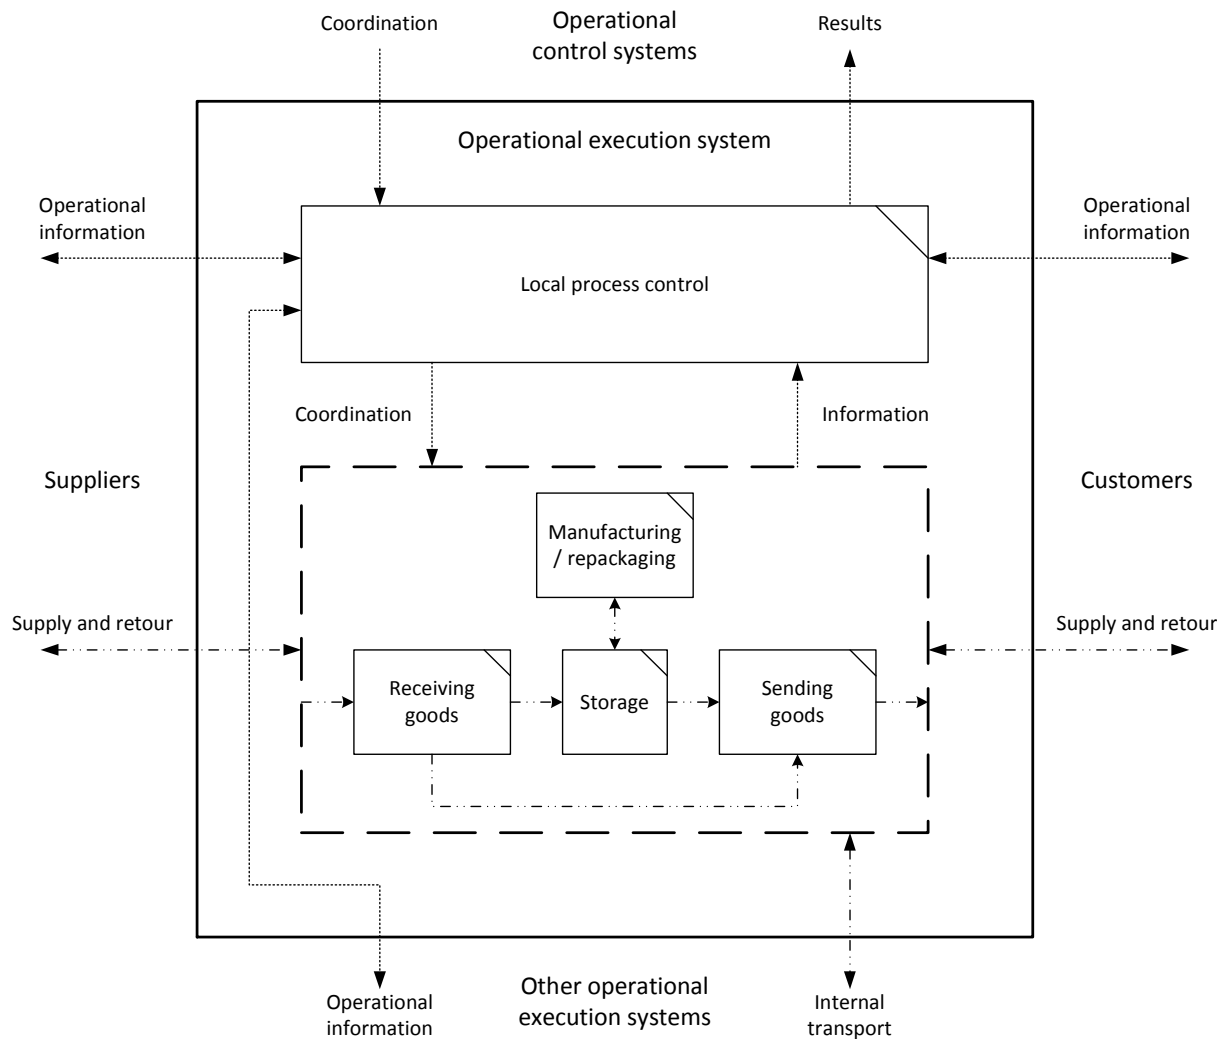 Coordination
Operational
control systems
Results
Operational execution system
Operational
information
Operational
information
Local process control
Coordination
Information
Suppliers
Customers
Manufacturing
/ repackaging
Supply and retour
Supply and retour
Receiving
goods
Storage
Sending
goods
Operational
information
Other operational
execution systems
Internal
transport